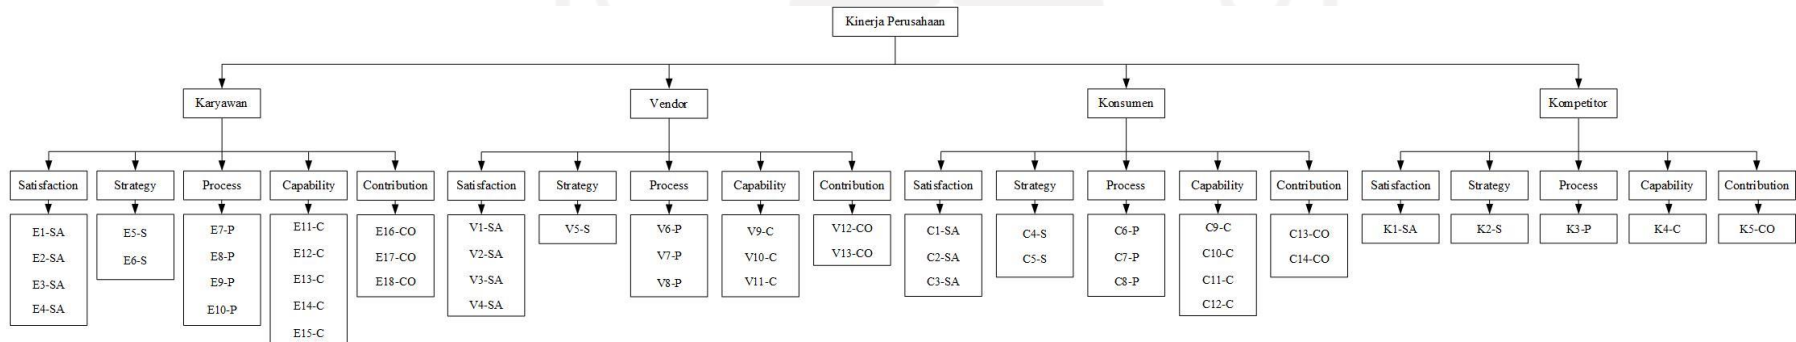 Kinerja Perusahaan
Karyawan
Vendor
Konsumen
Kompetitor
Satisfaction
Strategy
Process
Capability
Contribution
Satisfaction
Strategy
Process
Capability
Contribution
Satisfaction
Strategy
Process
Capability
Contribution
Satisfaction
Strategy
Process
Capability
Contribution
E1-SA
E2-SA
E3-SA
E4-SA
E5-S
E6-S
E7-P
E8-P
E9-P
E10-P
E11-C
E12-C
E13-C
E14-C
E15-C
E16-CO
E17-CO
E18-CO
V1-SA
V2-SA
V3-SA
V4-SA
V5-S
V6-P
V7-P
V8-P
V9-C
V10-C
V11-C
V12-CO
V13-CO
C1-SA
C2-SA
C3-SA
C4-S
C5-S
C6-P
C7-P
C8-P
C9-C
C10-C
C11-C
C12-C
C13-CO
C14-CO
K1-SA
K2-S
K3-P
K4-C
K5-CO